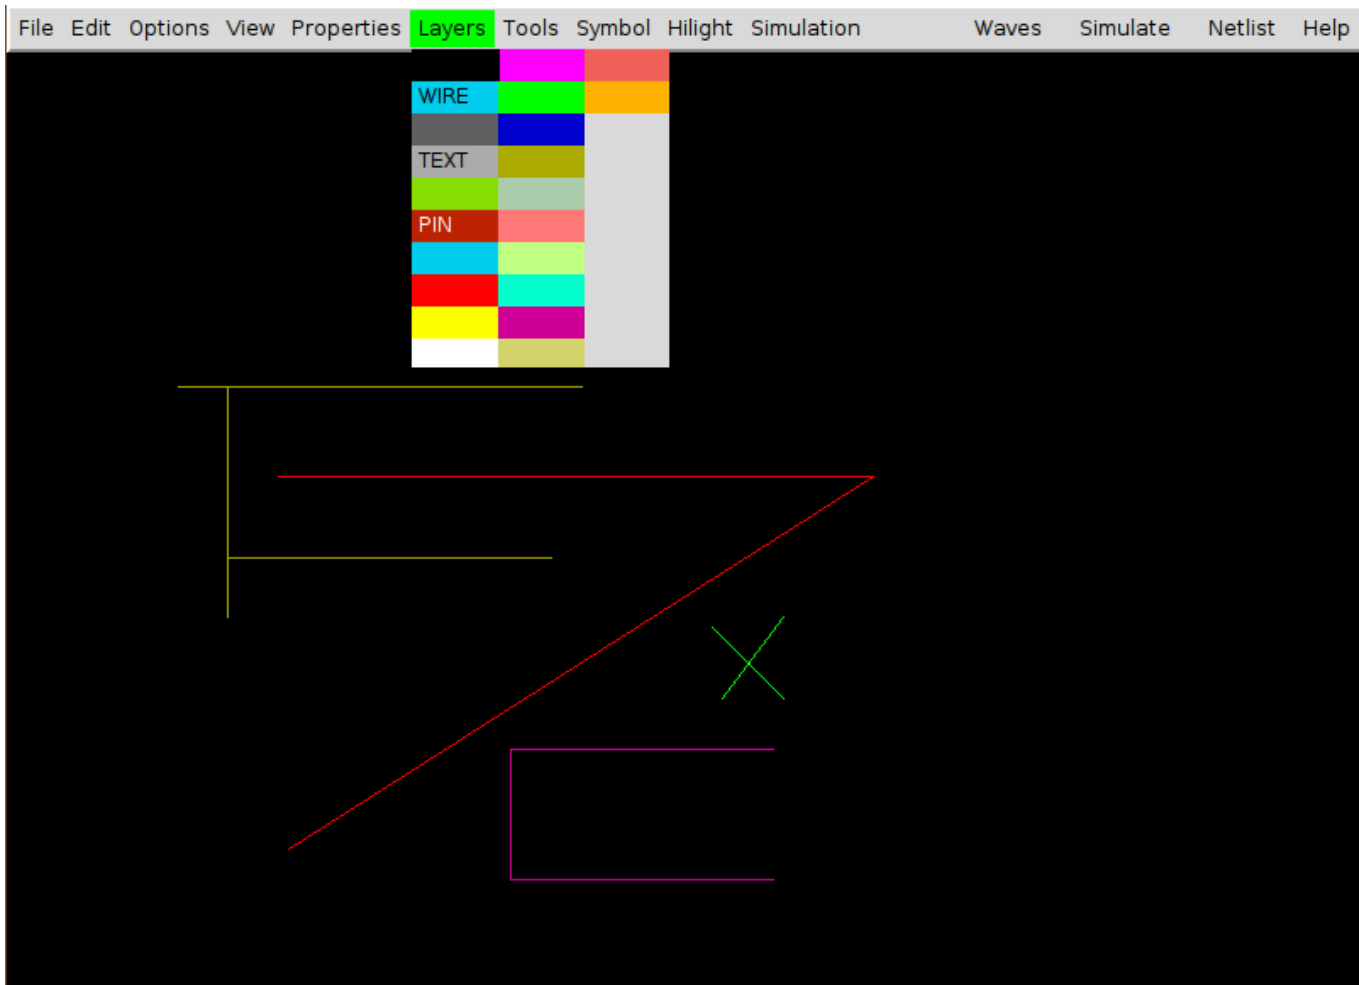 File Edit Options View Properties Layers Tools Symbol Hilight Simulation Waves Simulate Netlist Help
WIRE
TEXT
PIN